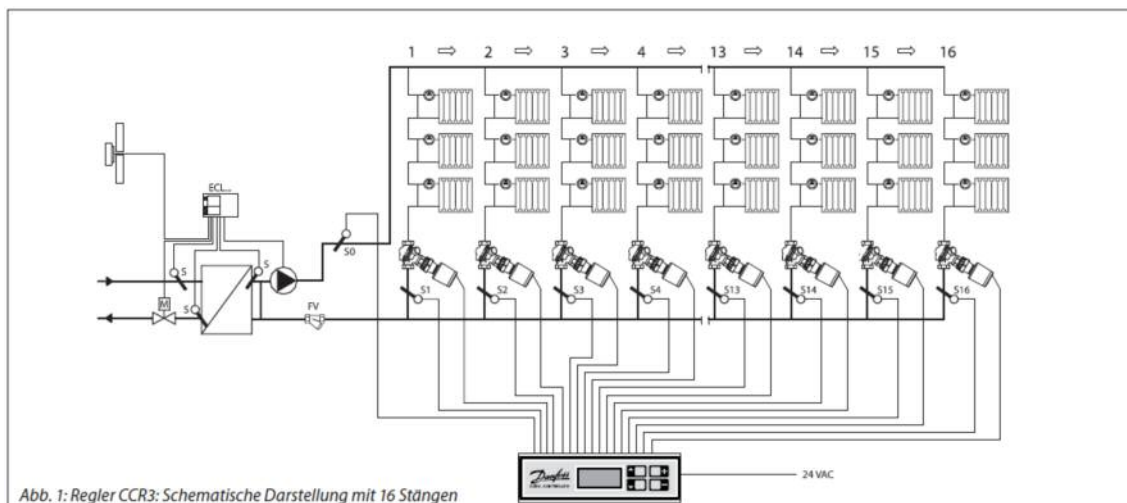 1 ⇨ 2 ⇨ 3 ⇨ 4 ⇨ 13 ⇨ 14 ⇨ 15 ⇨ 16
ECL...
S0
S
S
M
S
FV
S1
S2
S3
S4
S13
S14
S15
S16
Danfoss
24 VAC
Abb. 1: Regler CCR3: Schematische Darstellung mit 16 Stängen